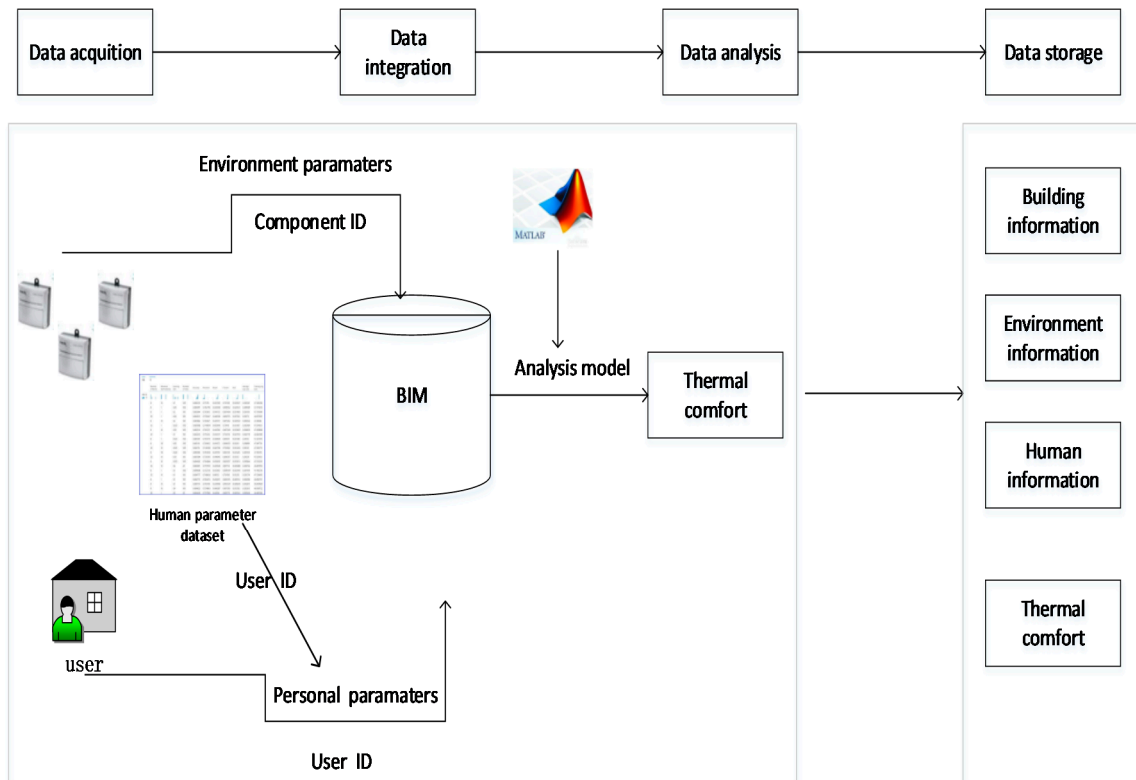 Data acquition
Data
integration
Data analysis
Data storage
Environment paramaters
Component ID
MATLAB
Building
information
Environment
information
BIM
Analysis model
Thermal
comfort
Human
information
Human parameter
dataset
User ID
user
Personal paramaters
User ID
Thermal
comfort